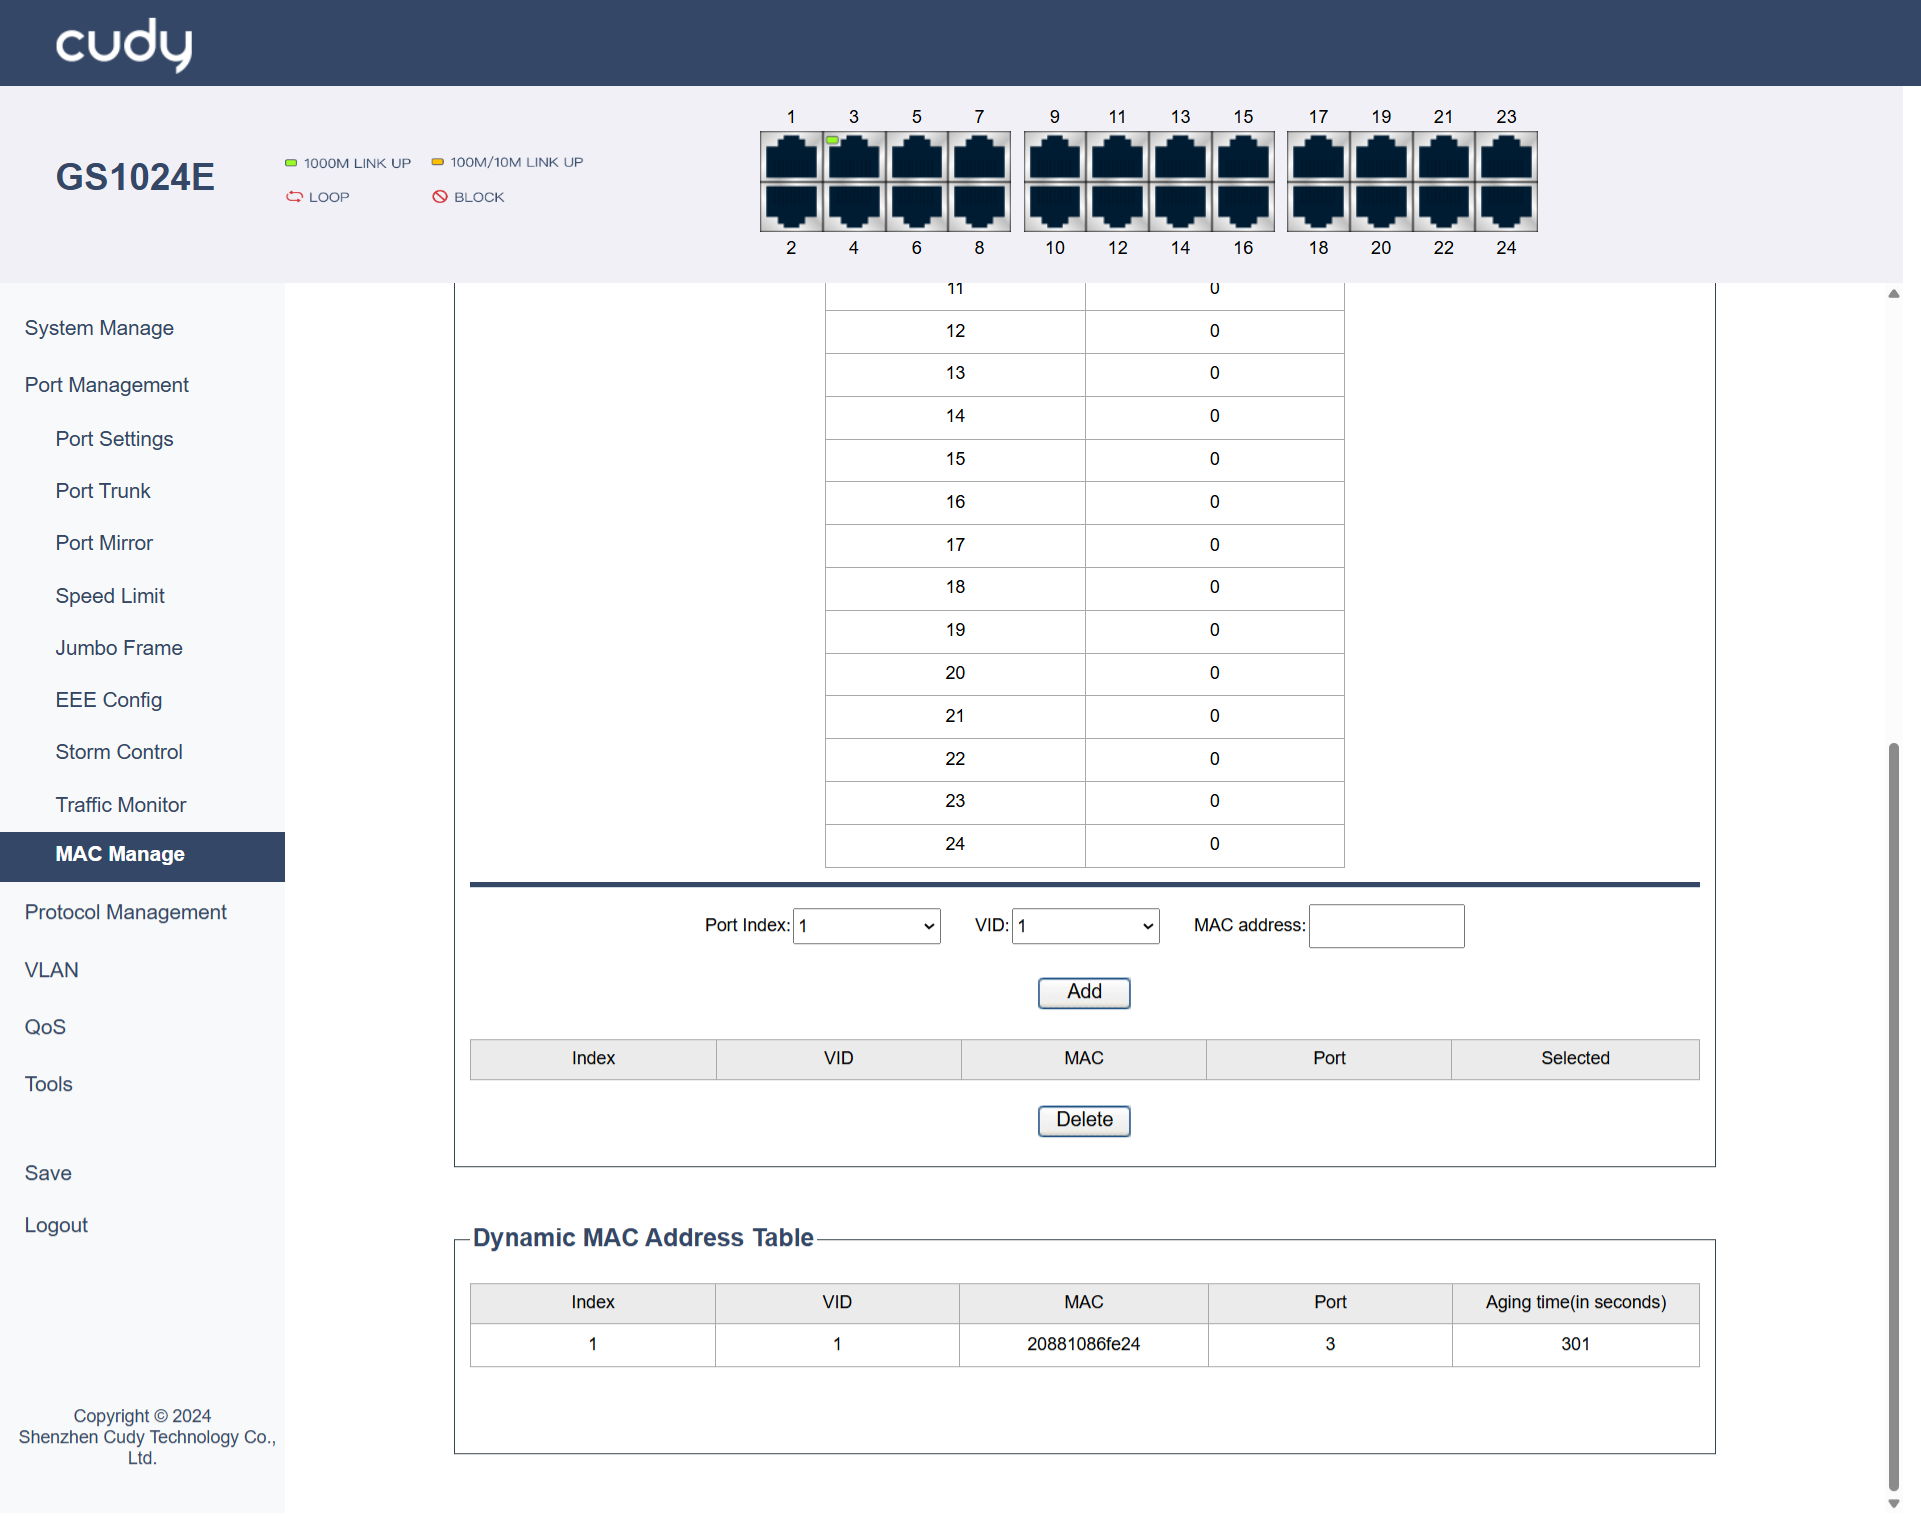 cudy
GS1024E
1000M LINK UP
100M/10M LINK UP
LOOP
BLOCK
1 3 5 7 9 11 13 15 17 19 21 23
2 4 6 8 10 12 14 16 18 20 22 24
System Manage
Port Management
Port Settings
Port Trunk
Port Mirror
Speed Limit
Jumbo Frame
EEE Config
Storm Control
Traffic Monitor
MAC Manage
Protocol Management
VLAN
QoS
Tools
Save
Logout
Copyright © 2024
Shenzhen Cudy Technology Co.,
Ltd.
11 0
12 0
13 0
14 0
15 0
16 0
17 0
18 0
19 0
20 0
21 0
22 0
23 0
24 0
Port Index: 1 VID: 1 MAC address:
Add
Index VID MAC Port Selected
Delete
Dynamic MAC Address Table
Index VID MAC Port Aging time(in seconds)
1 1 20881086fe24 3 301